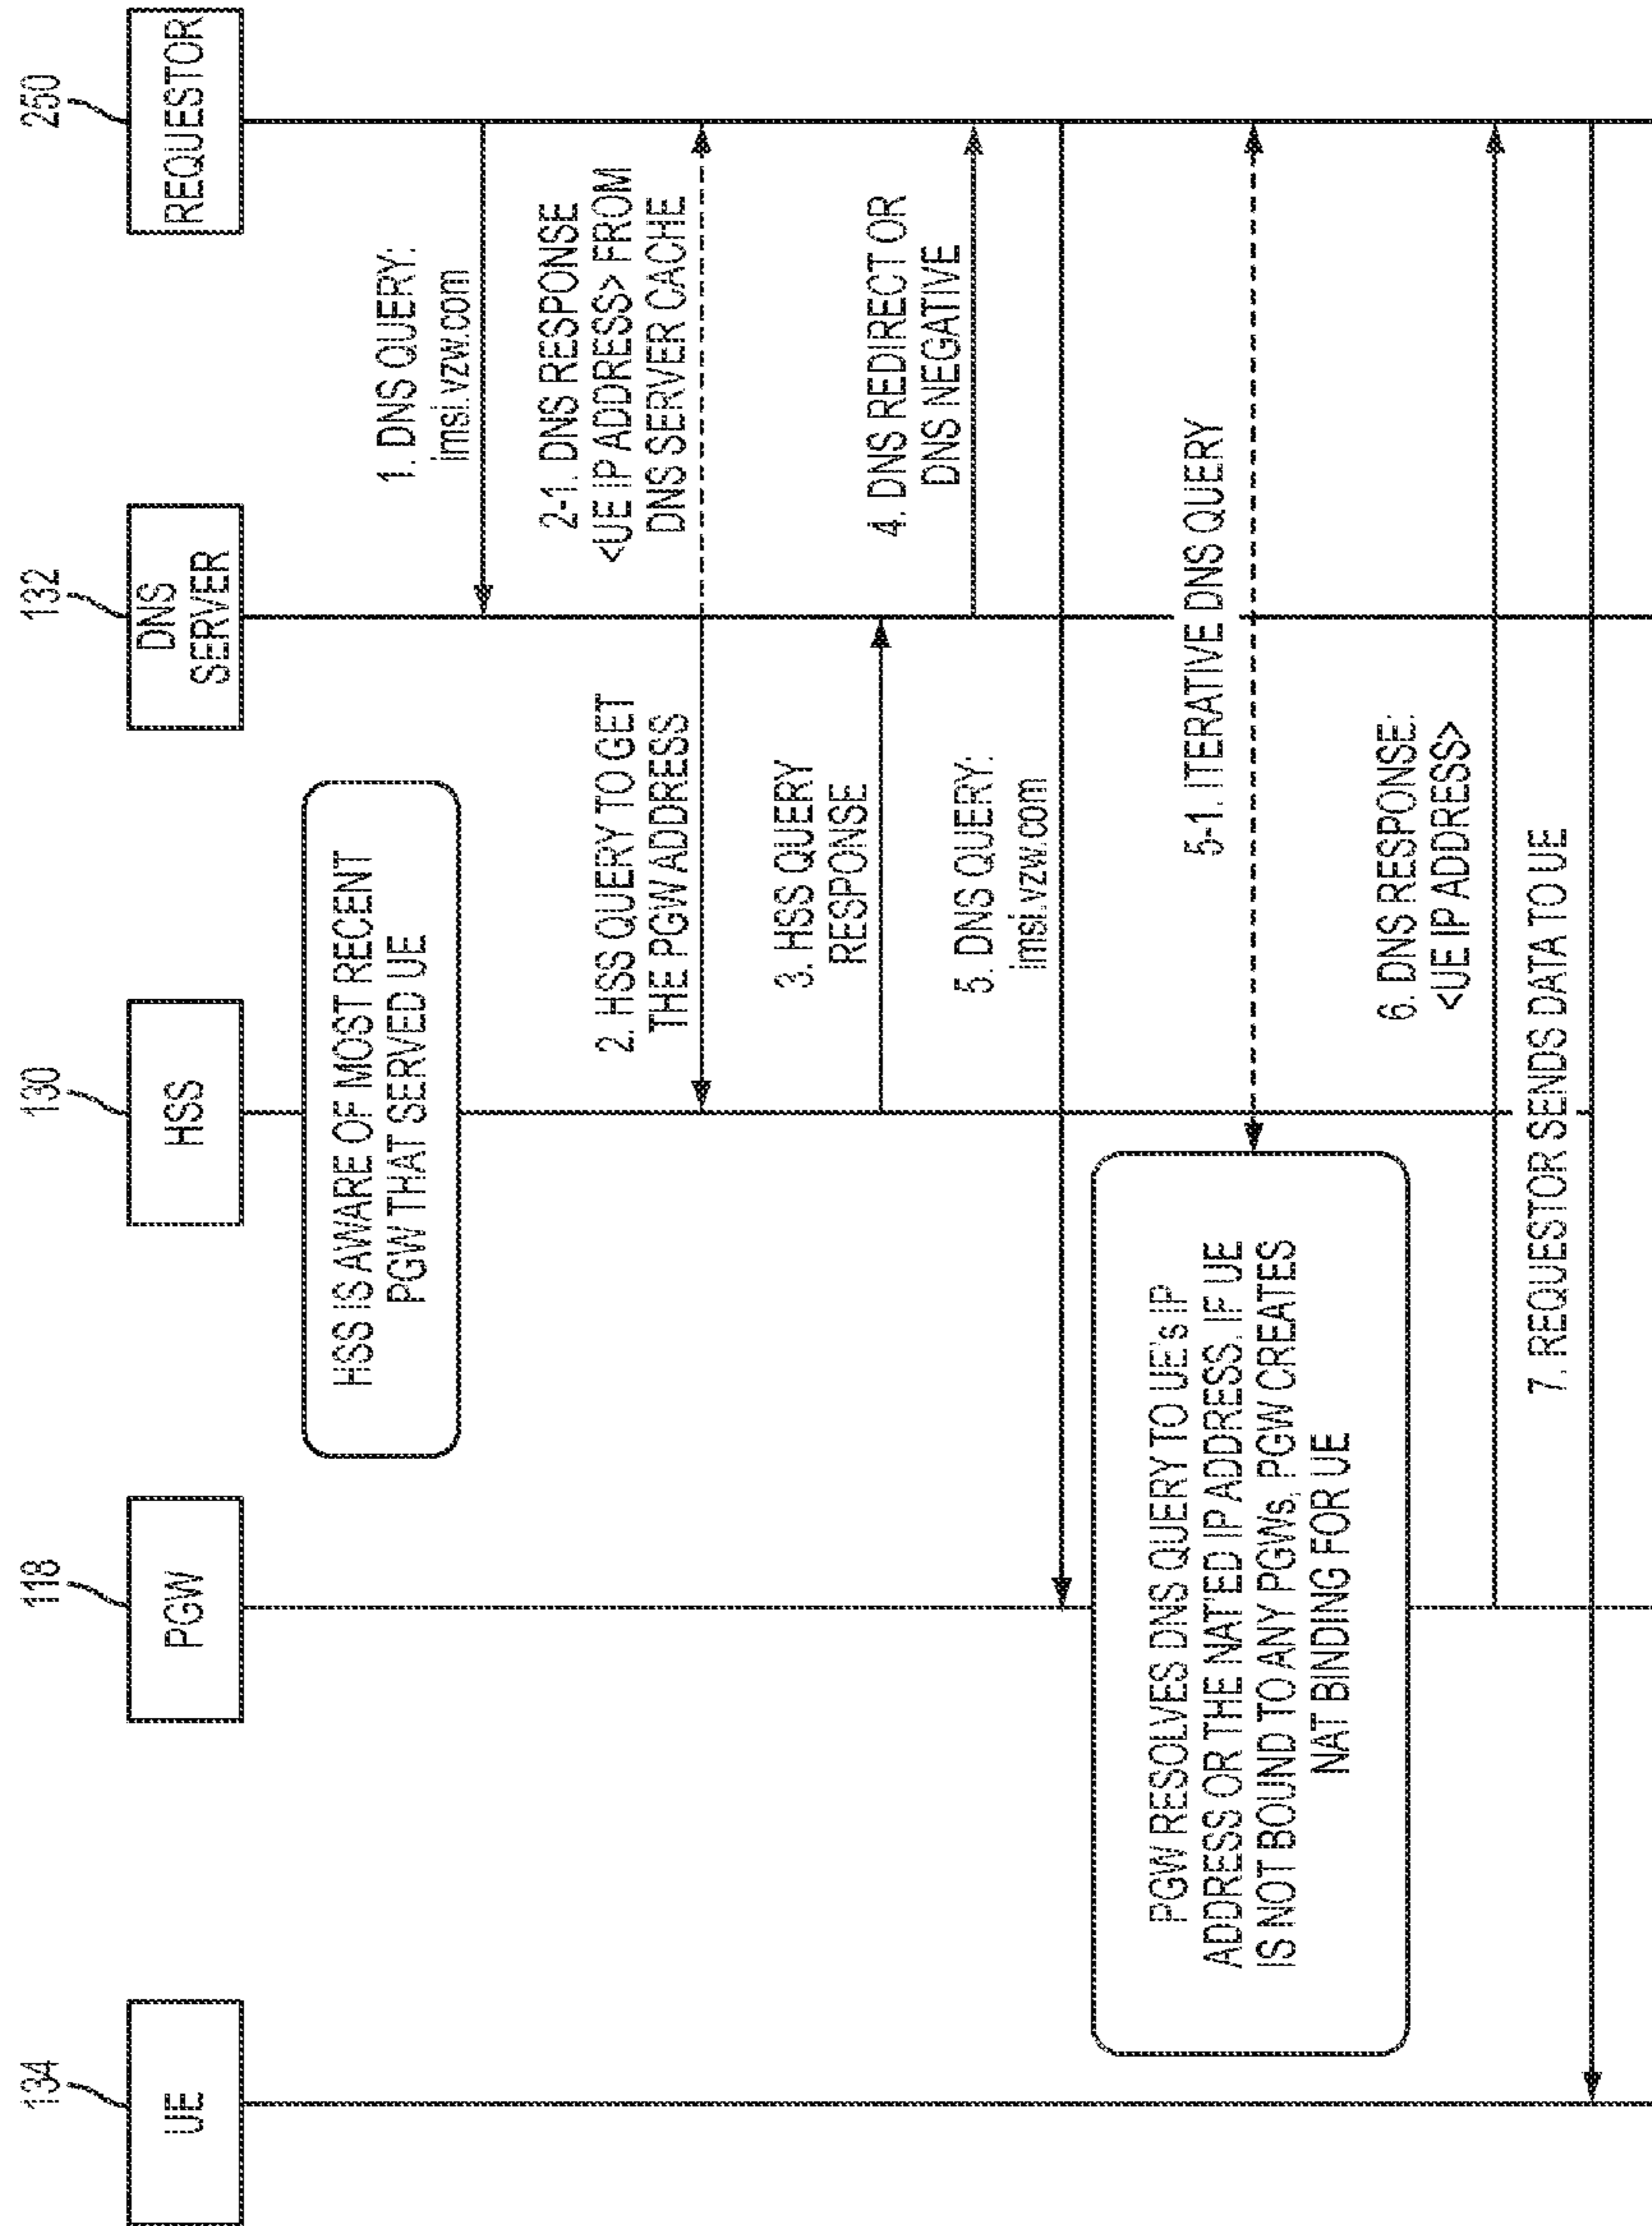 134
118
130
132
250
UE
PGW
HSS
DNS
SERVER
REQUESTOR
HSS IS AWARE OF MOST RECENT
PGW THAT SERVED UE
1. DNS QUERY:
imsi.vzw.com
2. HSS QUERY TO GET
THE PGW ADDRESS
2-1. DNS RESPONSE
<UE IP ADDRESS> FROM
DNS SERVER CACHE
3. HSS QUERY
RESPONSE
4. DNS REDIRECT OR
DNS NEGATIVE
5. DNS QUERY:
imsi.vzw.com
PGW RESOLVES DNS QUERY TO UE's IP
ADDRESS OR THE NAT'ED IP ADDRESS. IF UE
IS NOT BOUND TO ANY PGWs, PGW CREATES
NAT BINDING FOR UE
5-1. ITERATIVE DNS QUERY
6. DNS RESPONSE:
<UE IP ADDRESS>
7. REQUESTOR SENDS DATA TO UE